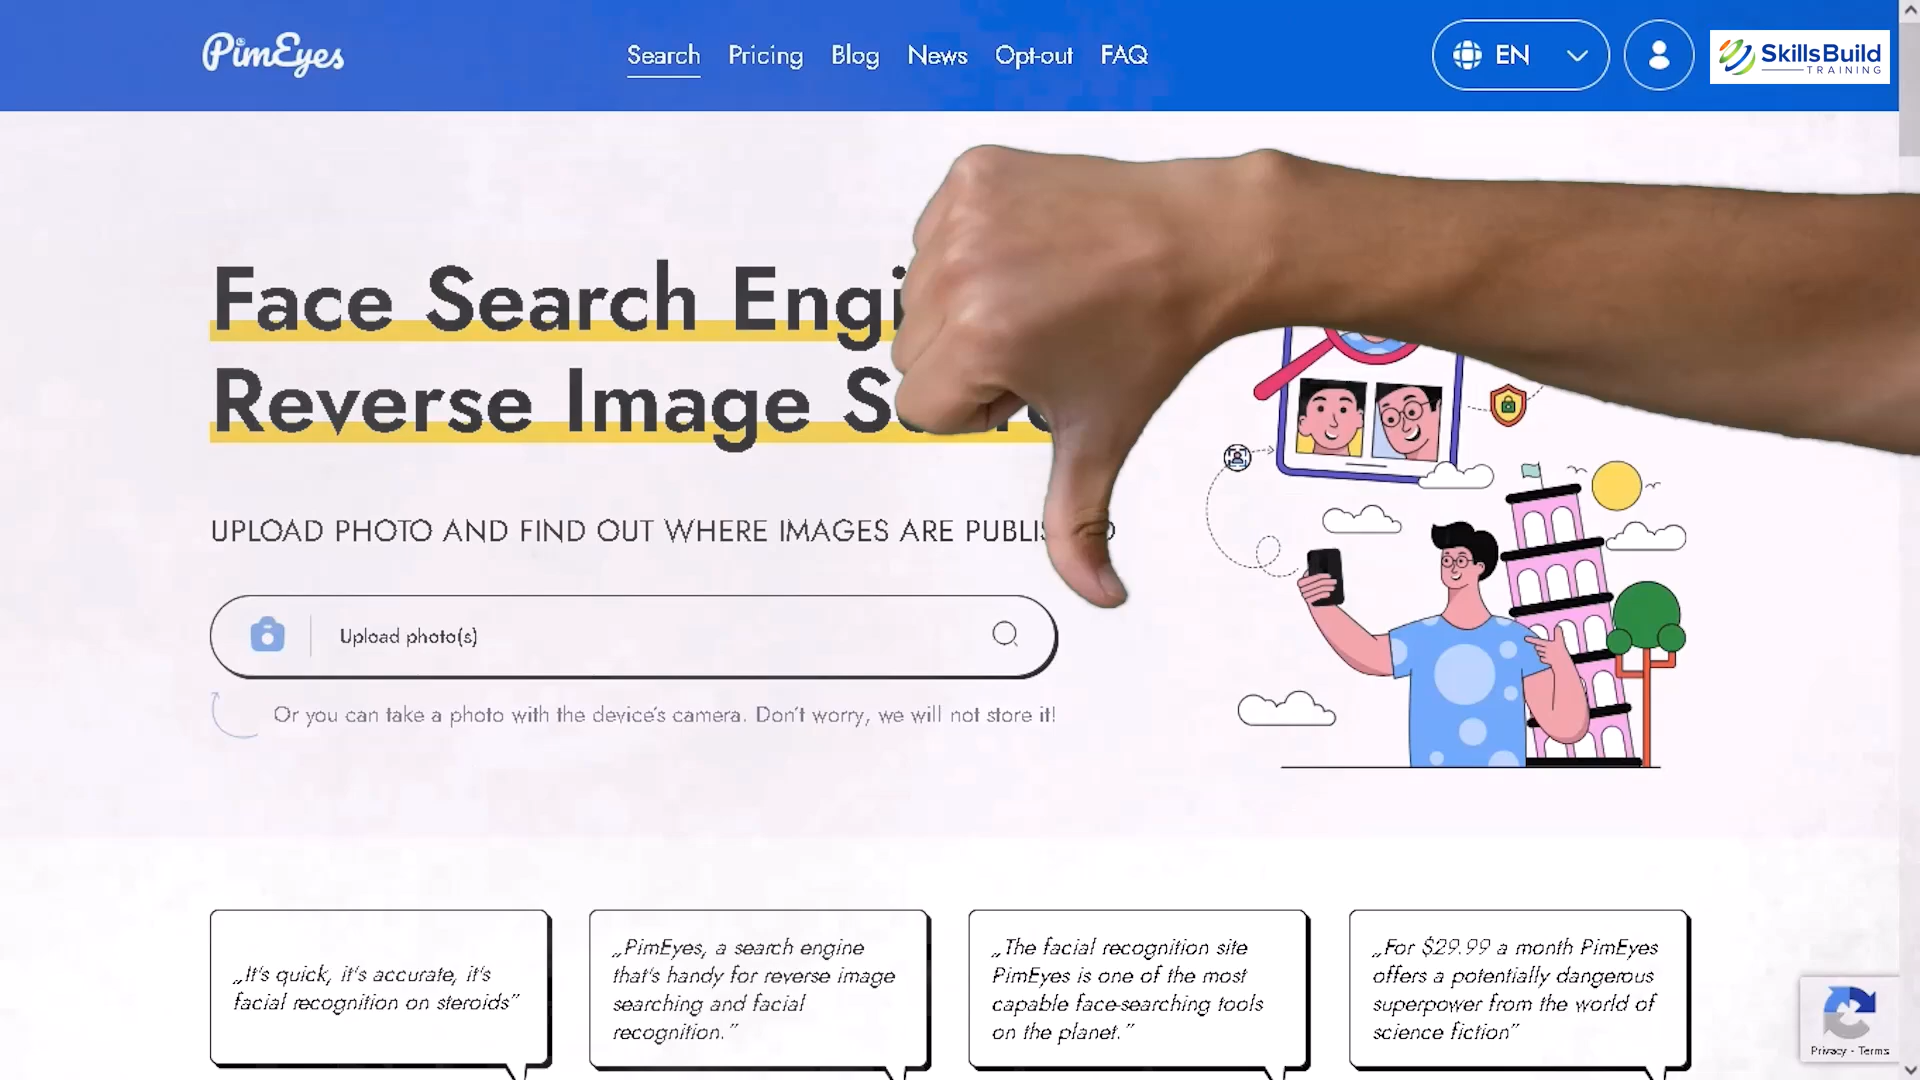 PimEyes
Search Pricing Blog News Opt-out FAQ
EN
SkillsBuild
TRAINING
Face Search Engi
Reverse Image S
UPLOAD PHOTO AND FIND OUT WHERE IMAGES ARE
Upload photo(s)
Or you can take a photo with the device's camera. Don't worry, we will not store it!
„It's quick, it's accurate, it's
facial recognition on steroids”
„PimEyes, a search engine
that's handy for reverse image
searching and facial
recognition.”
„The facial recognition site
PimEyes is one of the most
capable face-searching tools
on the planet.”
„For $29.99 a month PimEyes
offers a potentially dangerous
superpower from the world of
science fiction”
Privacy - Terms